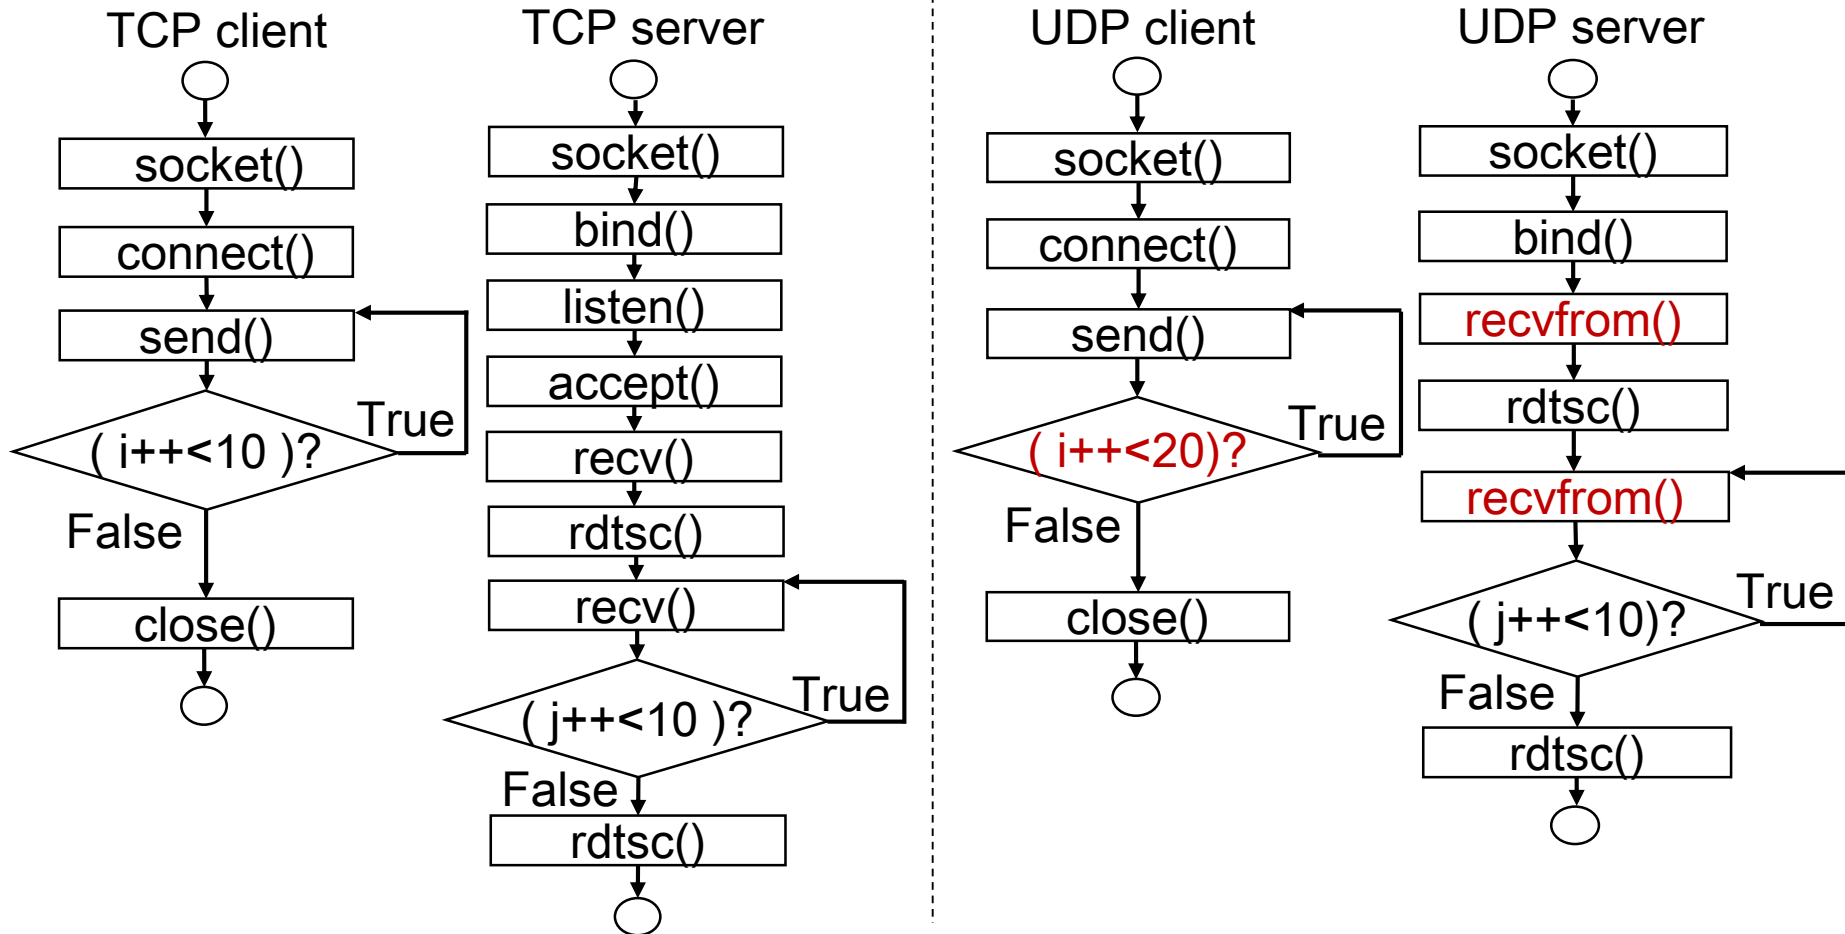 TCP client
socket()
connect()
send()
( i++<10 )?
True
False
close()
TCP server
socket()
bind()
listen()
accept()
recv()
rdtsc()
recv()
( j++<10 )?
True
False
rdtsc()
UDP client
socket()
connect()
send()
( i++<20)?
True
False
close()
UDP server
socket()
bind()
recvfrom()
rdtsc()
recvfrom()
( j++<10)?
True
False
rdtsc()